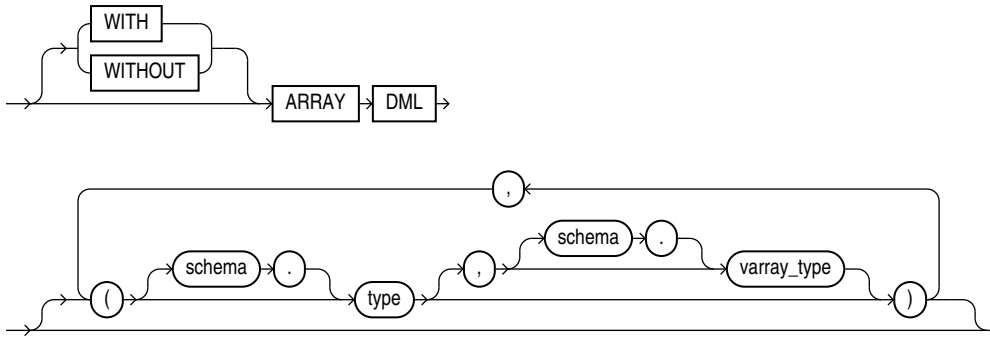 WITH
WITHOUT
ARRAY DML
,
schema .
schema .
( type , varray_type )